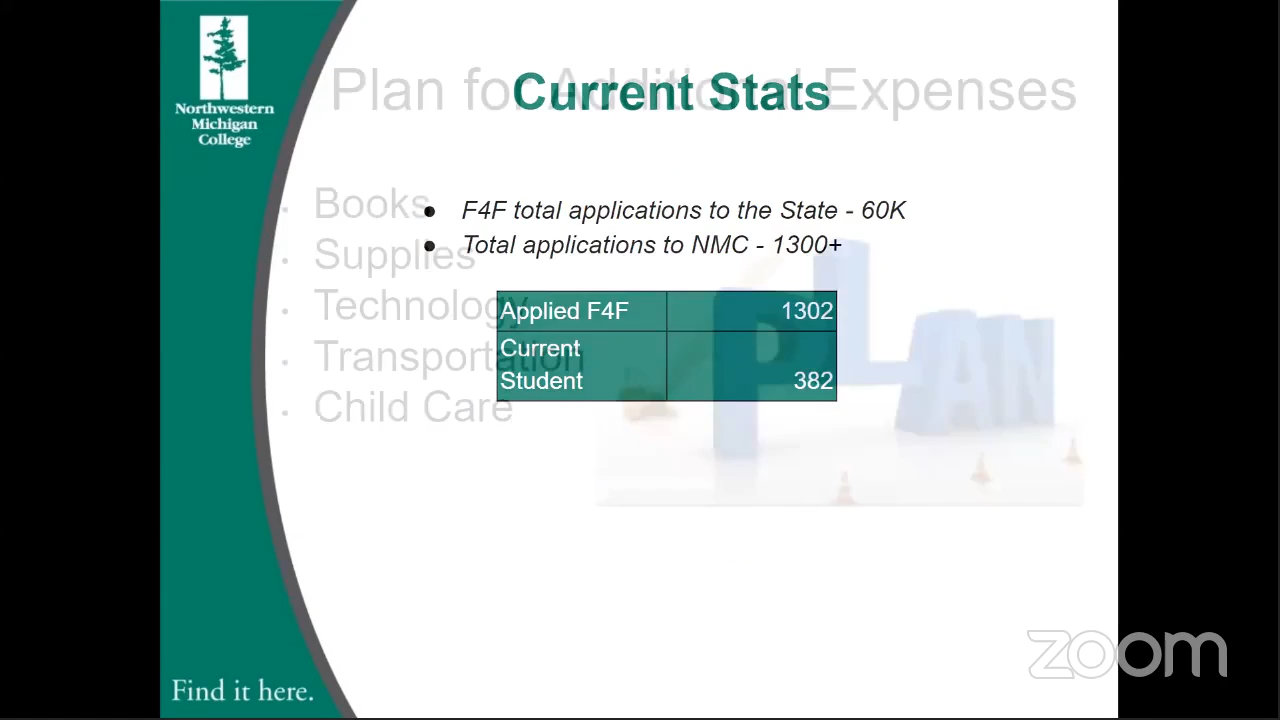 Northwestern
Michigan
College
Plan for Additional Expenses
Current Stats
Books
Supplies
Technology
Transportation
Child Care
● F4F total applications to the State - 60K
● Total applications to NMC - 1300+
Applied F4F 1302
Current
Student 382
PLAN
zoom
Find it here.